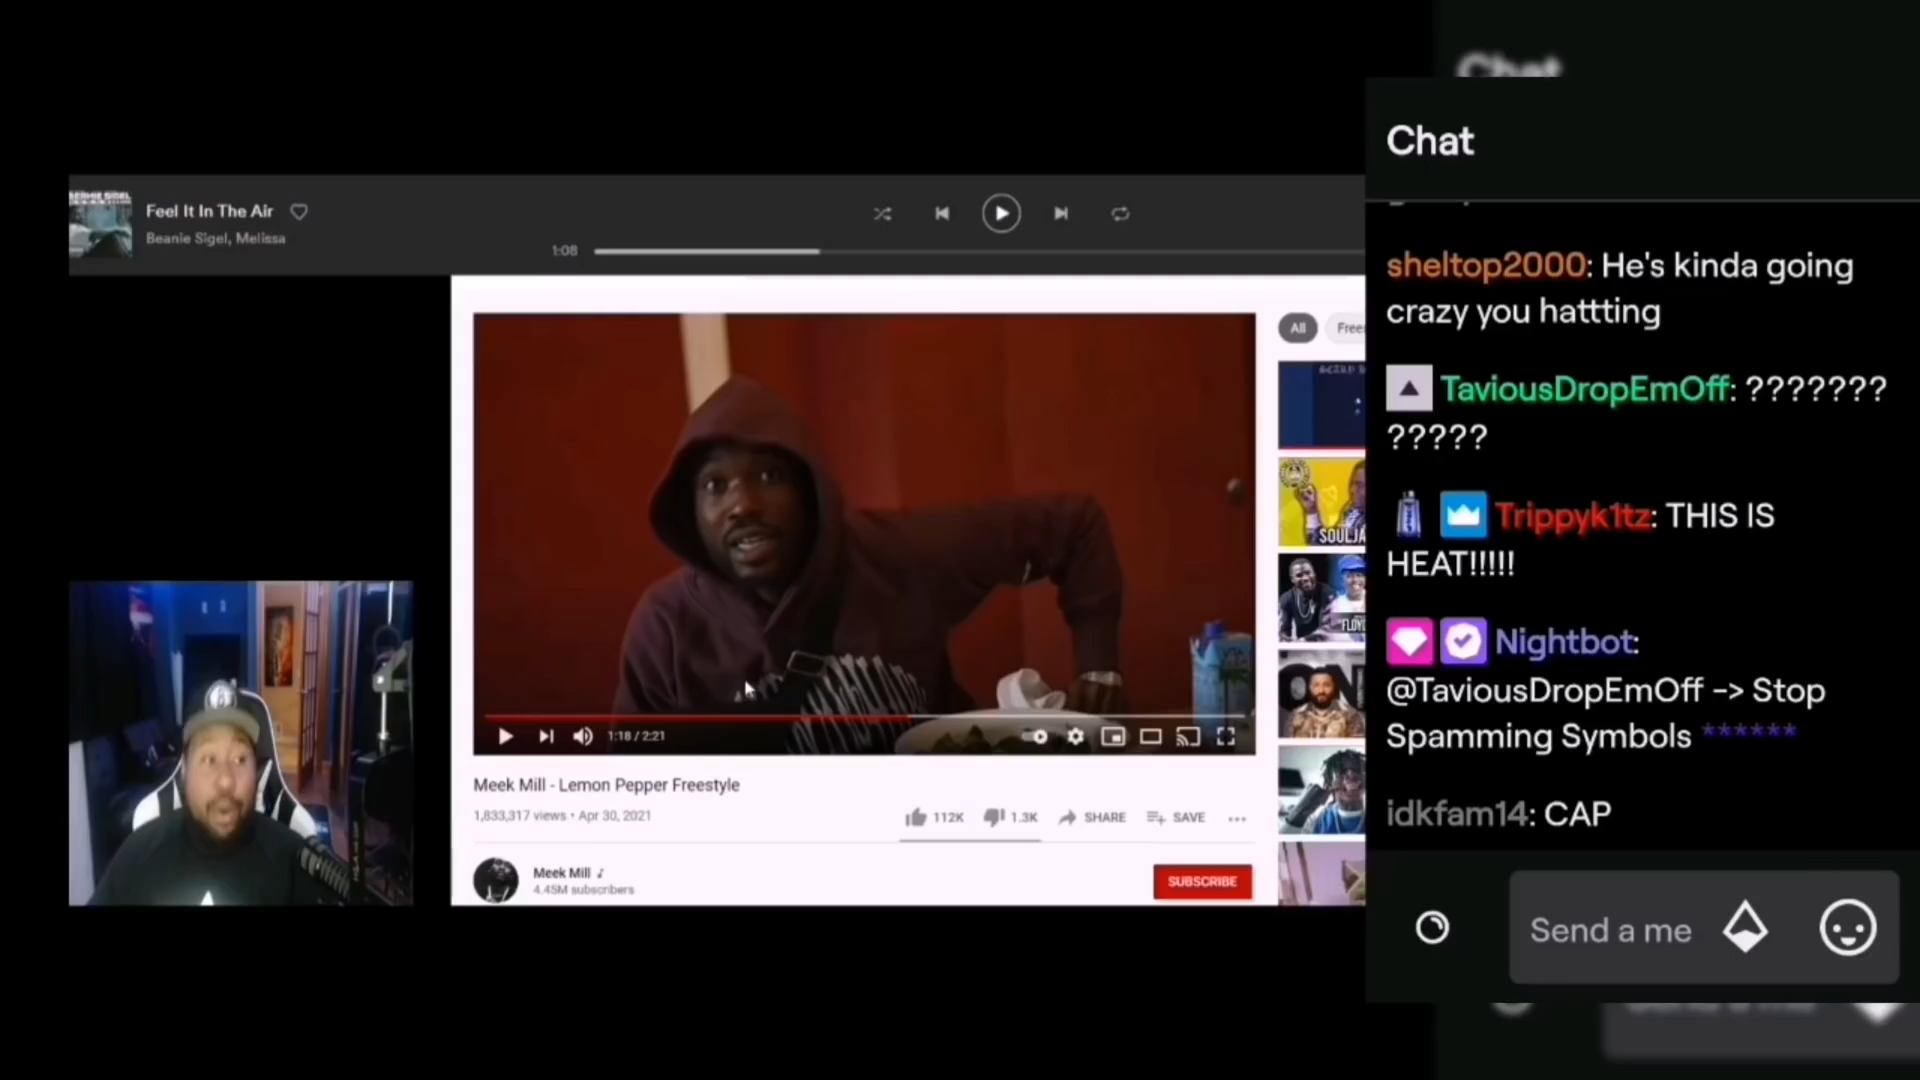 Chat
Feel It In The Air
Beanie Sigel, Melissa
1:08
All
SOULJA
1:18 / 2:21
Meek Mill - Lemon Pepper Freestyle
1,833,317 views • Apr 30, 2021
112K
1.3K
SHARE
SAVE
Meek Mill
4.45M subscribers
SUBSCRIBE
Chat
sheltop2000: He's kinda going
crazy you hattting
TaviousDropEmOff: ???????
?????
Trippyk1tz: THIS IS
HEAT!!!!!
Nightbot:
@TaviousDropEmOff -> Stop
Spamming Symbols ******
idkfam14: CAP
Send a me